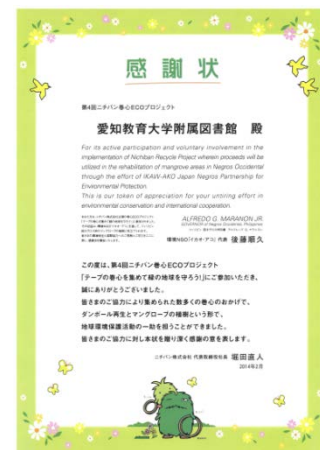 感謝状
第4回ニチバン巻心ECOプロジェクト
愛知教育大学附属図書館　殿
For its active participation and voluntary involvement in the
implementation of Nichiban Recycle Project wherein proceeds will be
utilized in the rehabilitation of mangrove areas in Negros Occidental
through the effort of IKAW-AKO Japan Negros Partnership for
Environmental Protection.
This is our token of appreciation for your untiring effort in
environmental conservation and international cooperation.
ALFREDO G. MARAÑON JR.
GOVERNOR of Negros Occidental, Philippines
環境NGOイカオ・アコ 代表 後藤順久
この度は、第4回ニチバン巻心ECOプロジェクト
「テープの巻心を集めて緑の地球を守ろう!」にご参加いただき、
誠にありがとうございました。
皆さまのご協力により集められた数多くの巻心のおかげで、
ダンボール再生とマングローブの植樹という形で、
地球環境保護活動の一助を担うことができました。
皆さまのご協力に対し本状を贈り深く感謝の意を表します。
ニチバン株式会社 代表取締役社長 堀田直人
2014年2月